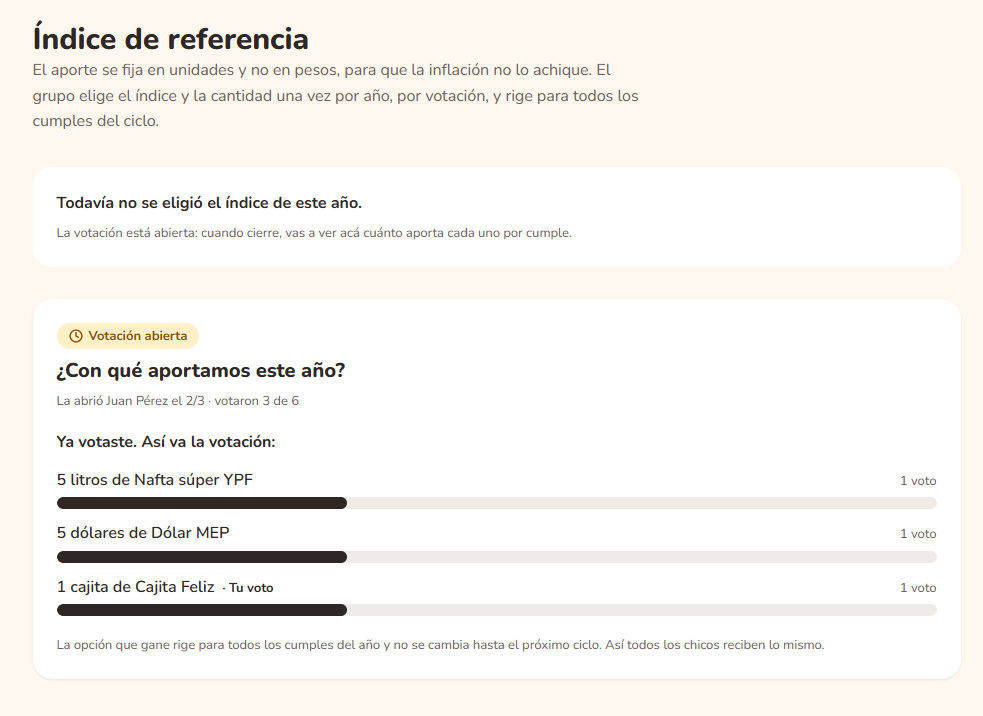 Índice de referencia
El aporte se fija en unidades y no en pesos, para que la inflación no lo achique. El
grupo elige el índice y la cantidad una vez por año, por votación, y rige para todos los
cumples del ciclo.
Todavía no se eligió el índice de este año.
La votación está abierta: cuando cierre, vas a ver acá cuánto aporta cada uno por cumple.
Votación abierta
¿Con qué aportamos este año?
La abrió Juan Pérez el 2/3 · votaron 3 de 6
Ya votaste. Así va la votación:
5 litros de Nafta súper YPF 1 voto
5 dólares de Dólar MEP 1 voto
1 cajita de Cajita Feliz · Tu voto 1 voto
La opción que gane rige para todos los cumples del año y no se cambia hasta el próximo ciclo. Así todos los chicos reciben lo mismo.